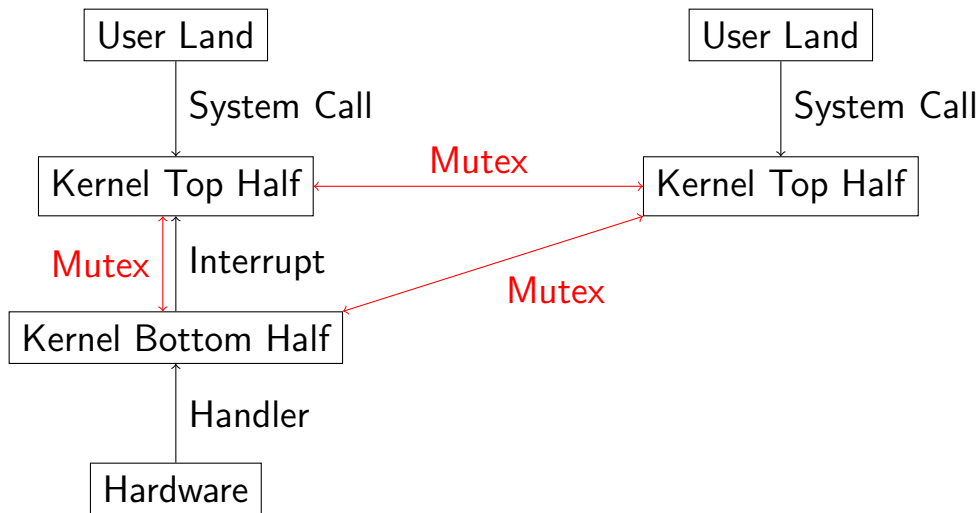 User Land
User Land
System Call
System Call
Mutex
Kernel Top Half
Kernel Top Half
Mutex
Interrupt
Mutex
Kernel Bottom Half
Handler
Hardware